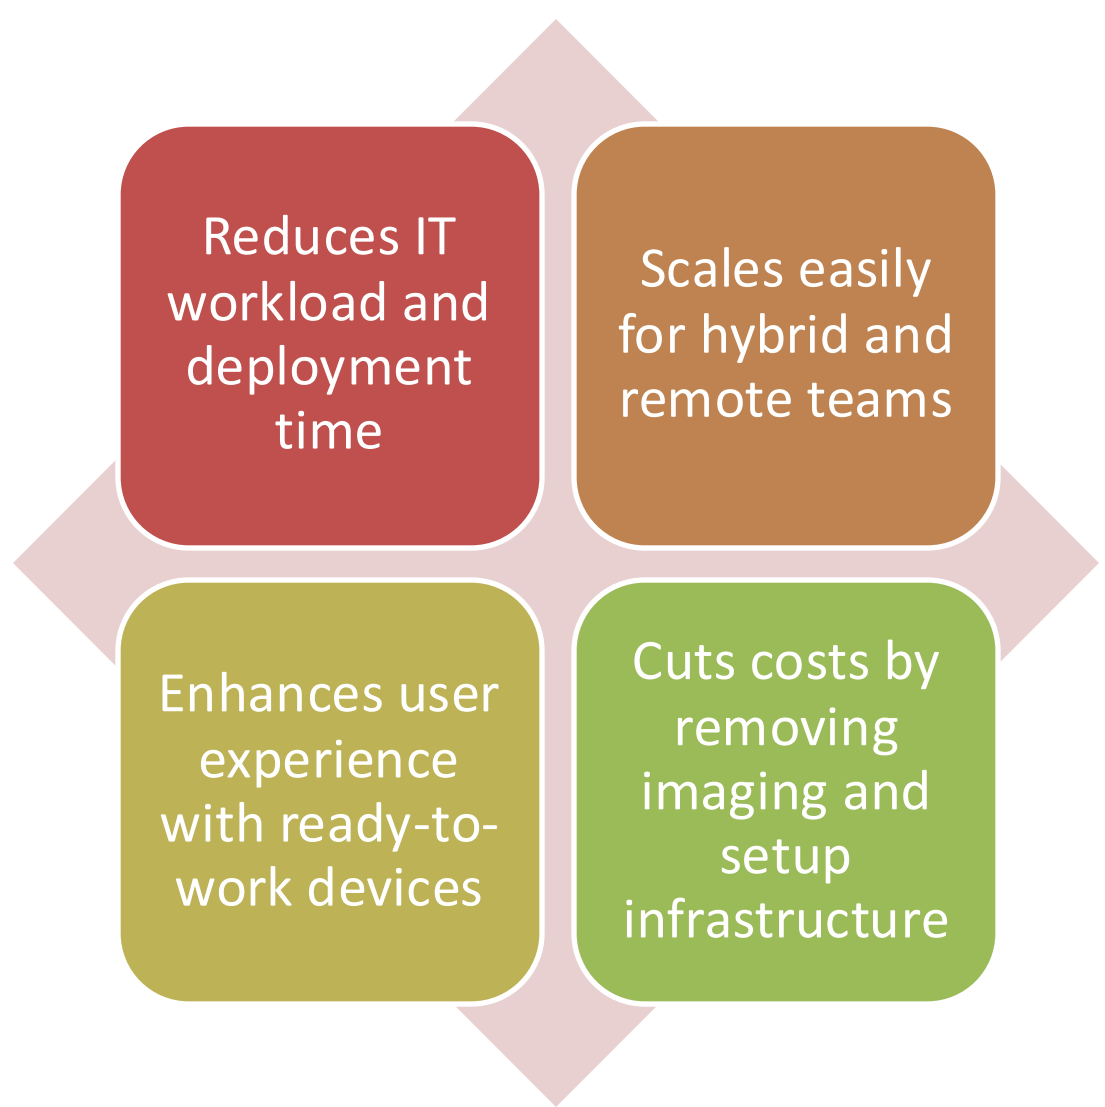 Reduces IT
workload and
deployment
time
Scales easily
for hybrid and
remote teams
Enhances user
experience
with ready-to-
work devices
Cuts costs by
removing
imaging and
setup
infrastructure